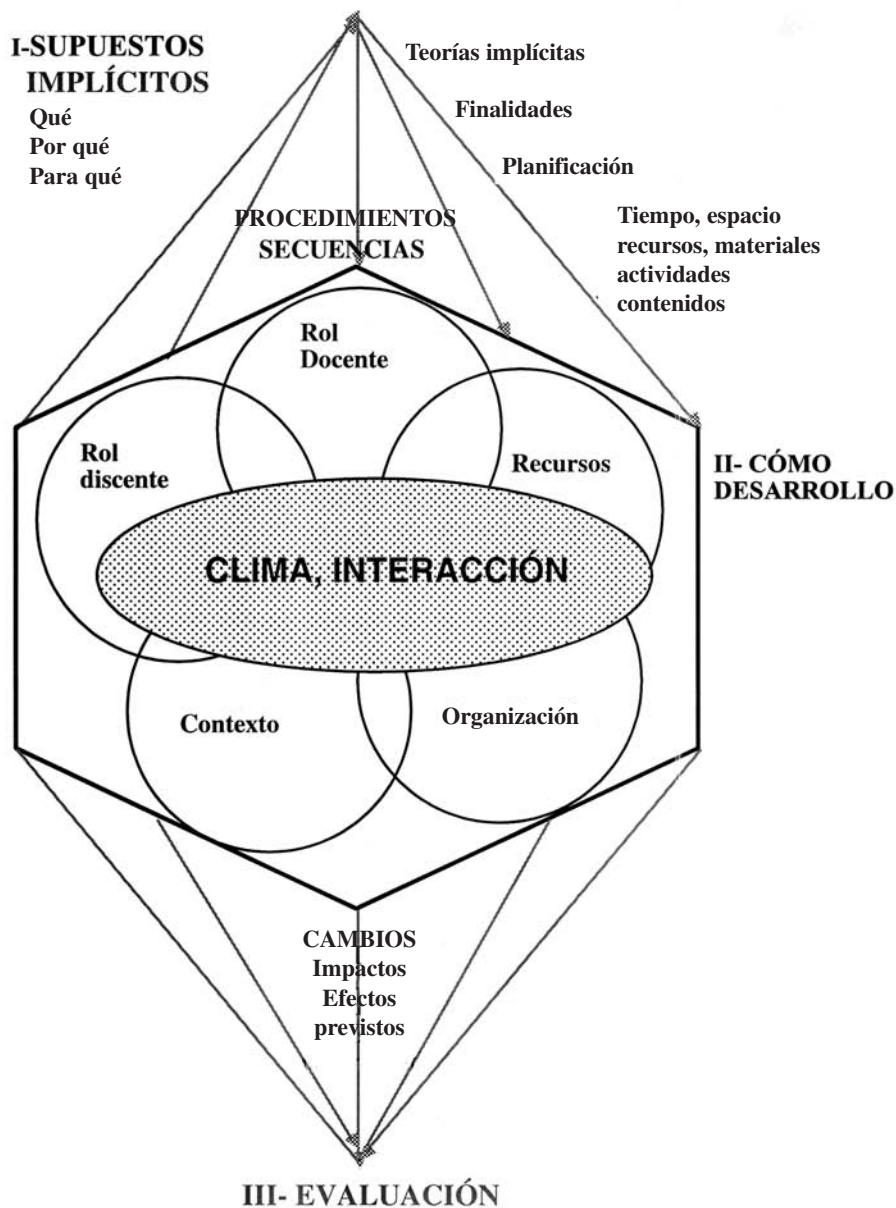 I-SUPUESTOS
IMPLÍCITOS
Qué
Por qué
Para qué
Teorías implícitas
Finalidades
Planificación
Tiempo, espacio
recursos, materiales
actividades
contenidos
PROCEDIMIENTOS
SECUENCIAS
Rol
Docente
Rol
discente
Recursos
II- CÓMO
DESARROLLO
CLIMA, INTERACCIÓN
Contexto
Organización
CAMBIOS
Impactos
Efectos
previstos
III- EVALUACIÓN